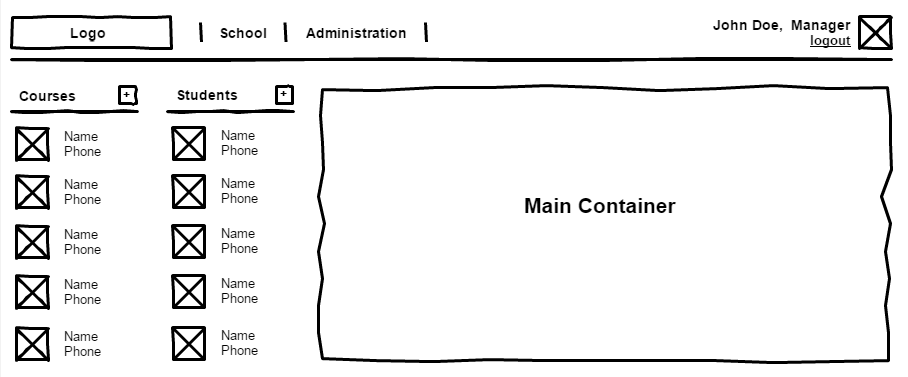 Logo
School
Administration
John Doe, Manager
logout
Courses
+
Name
Phone
Name
Phone
Name
Phone
Name
Phone
Name
Phone
Students
+
Name
Phone
Name
Phone
Name
Phone
Name
Phone
Name
Phone
Main Container